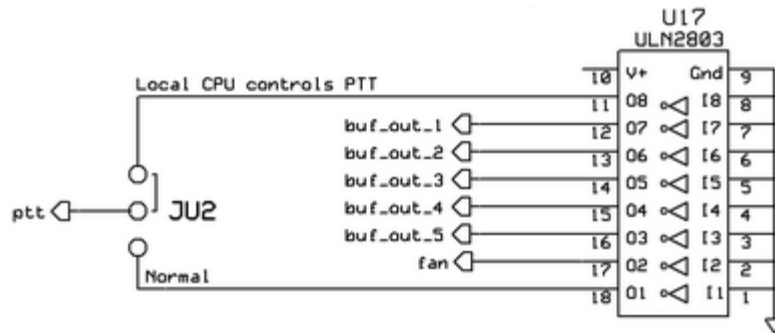 U17
ULN2803
10 V+ Gnd 9
Local CPU controls PTT
11 O8 I8 8
buf_out_1 12 O7 I7 7
buf_out_2 13 O6 I6 6
buf_out_3 14 O5 I5 5
buf_out_4 15 O4 I4 4
buf_out_5 16 O3 I3 3
fan 17 O2 I2 2
18 O1 I1 1
ptt JU2
Normal